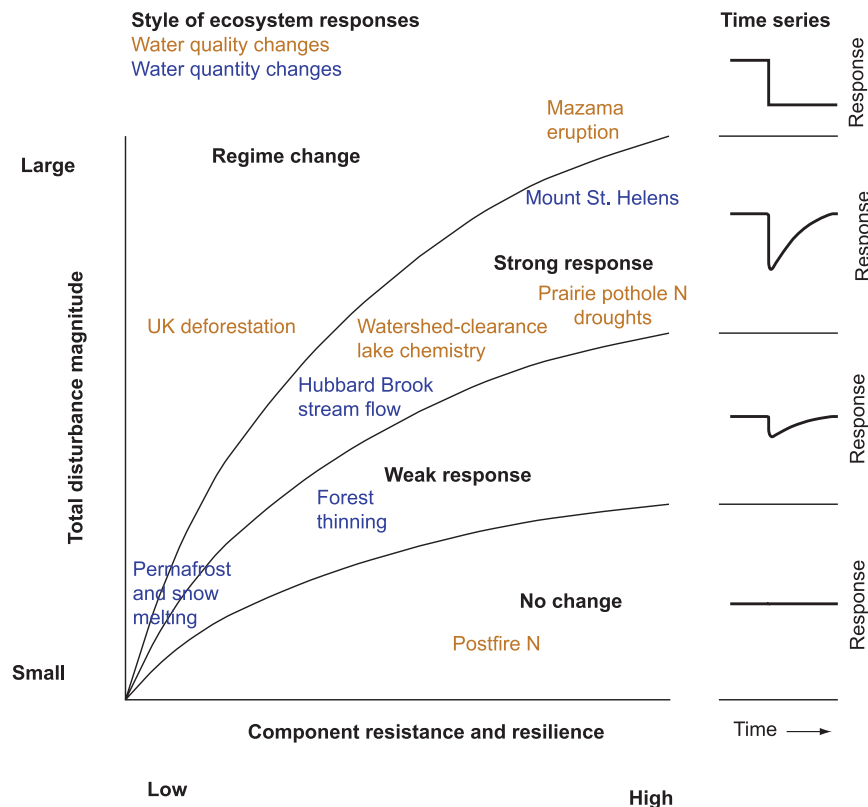 Style of ecosystem responses
Water quality changes
Water quantity changes
Time series
Response
Mazama
eruption
Large
Regime change
Mount St. Helens
Response
Strong response
Prairie pothole N
droughts
UK deforestation
Watershed-clearance
lake chemistry
Total disturbance magnitude
Hubbard Brook
stream flow
Response
Weak response
Forest
thinning
Permafrost
and snow
melting
No change
Response
Postfire N
Small
Component resistance and resilience
Time
Low
High